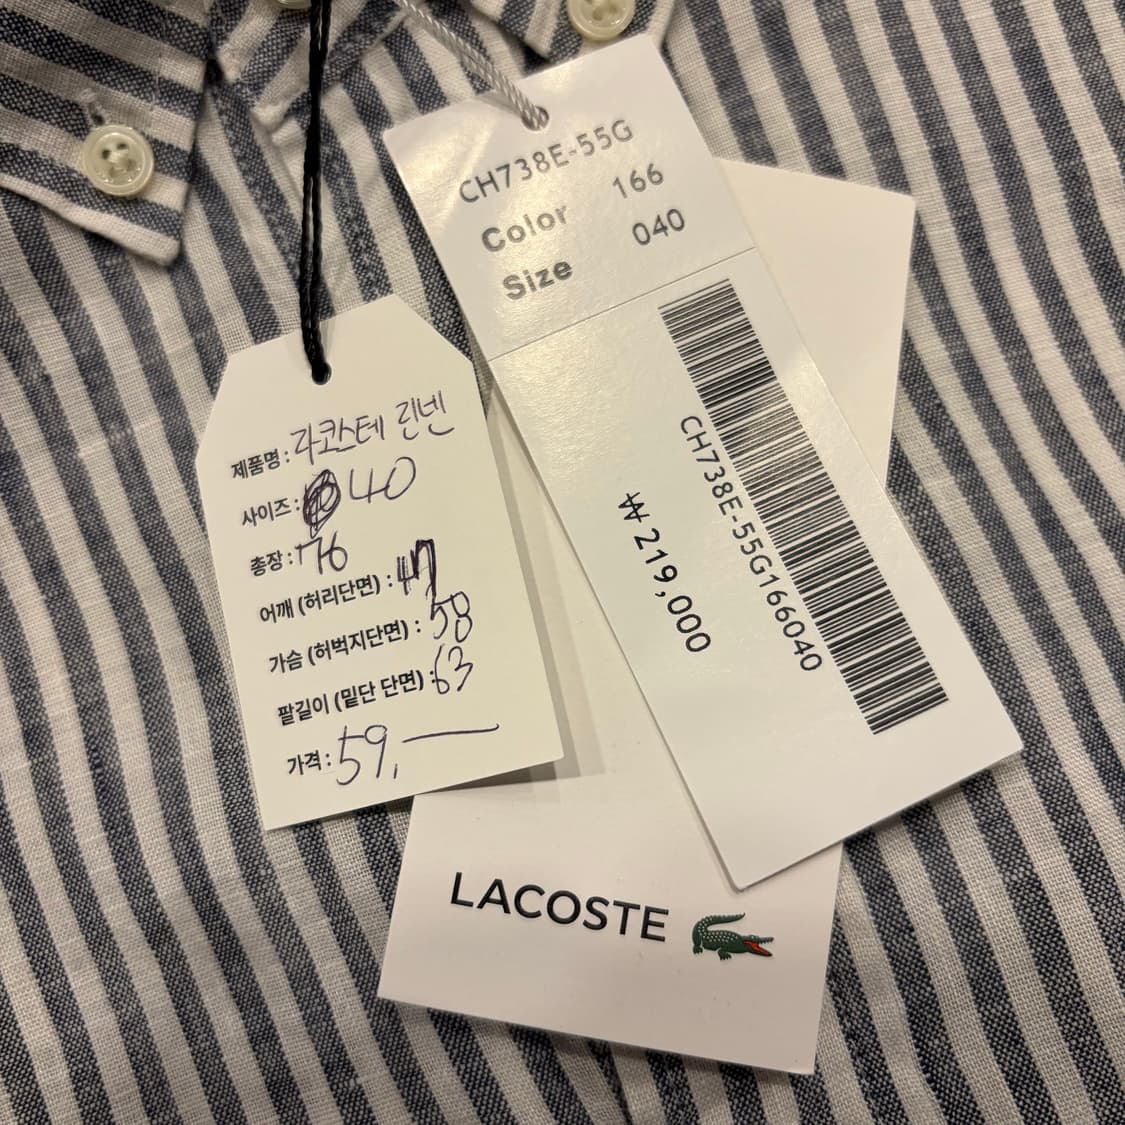 제품명 : 라코스테 린넨
사이즈 : 40
총장 : 76
어깨 (허리단면) : 47
가슴 (허벅지단면) : 58
팔길이 (밑단 단면) : 63
가격 : 59,—
CH738E-55G
Color 166
Size 040
CH738E-55G166040
₩219,000
LACOSTE